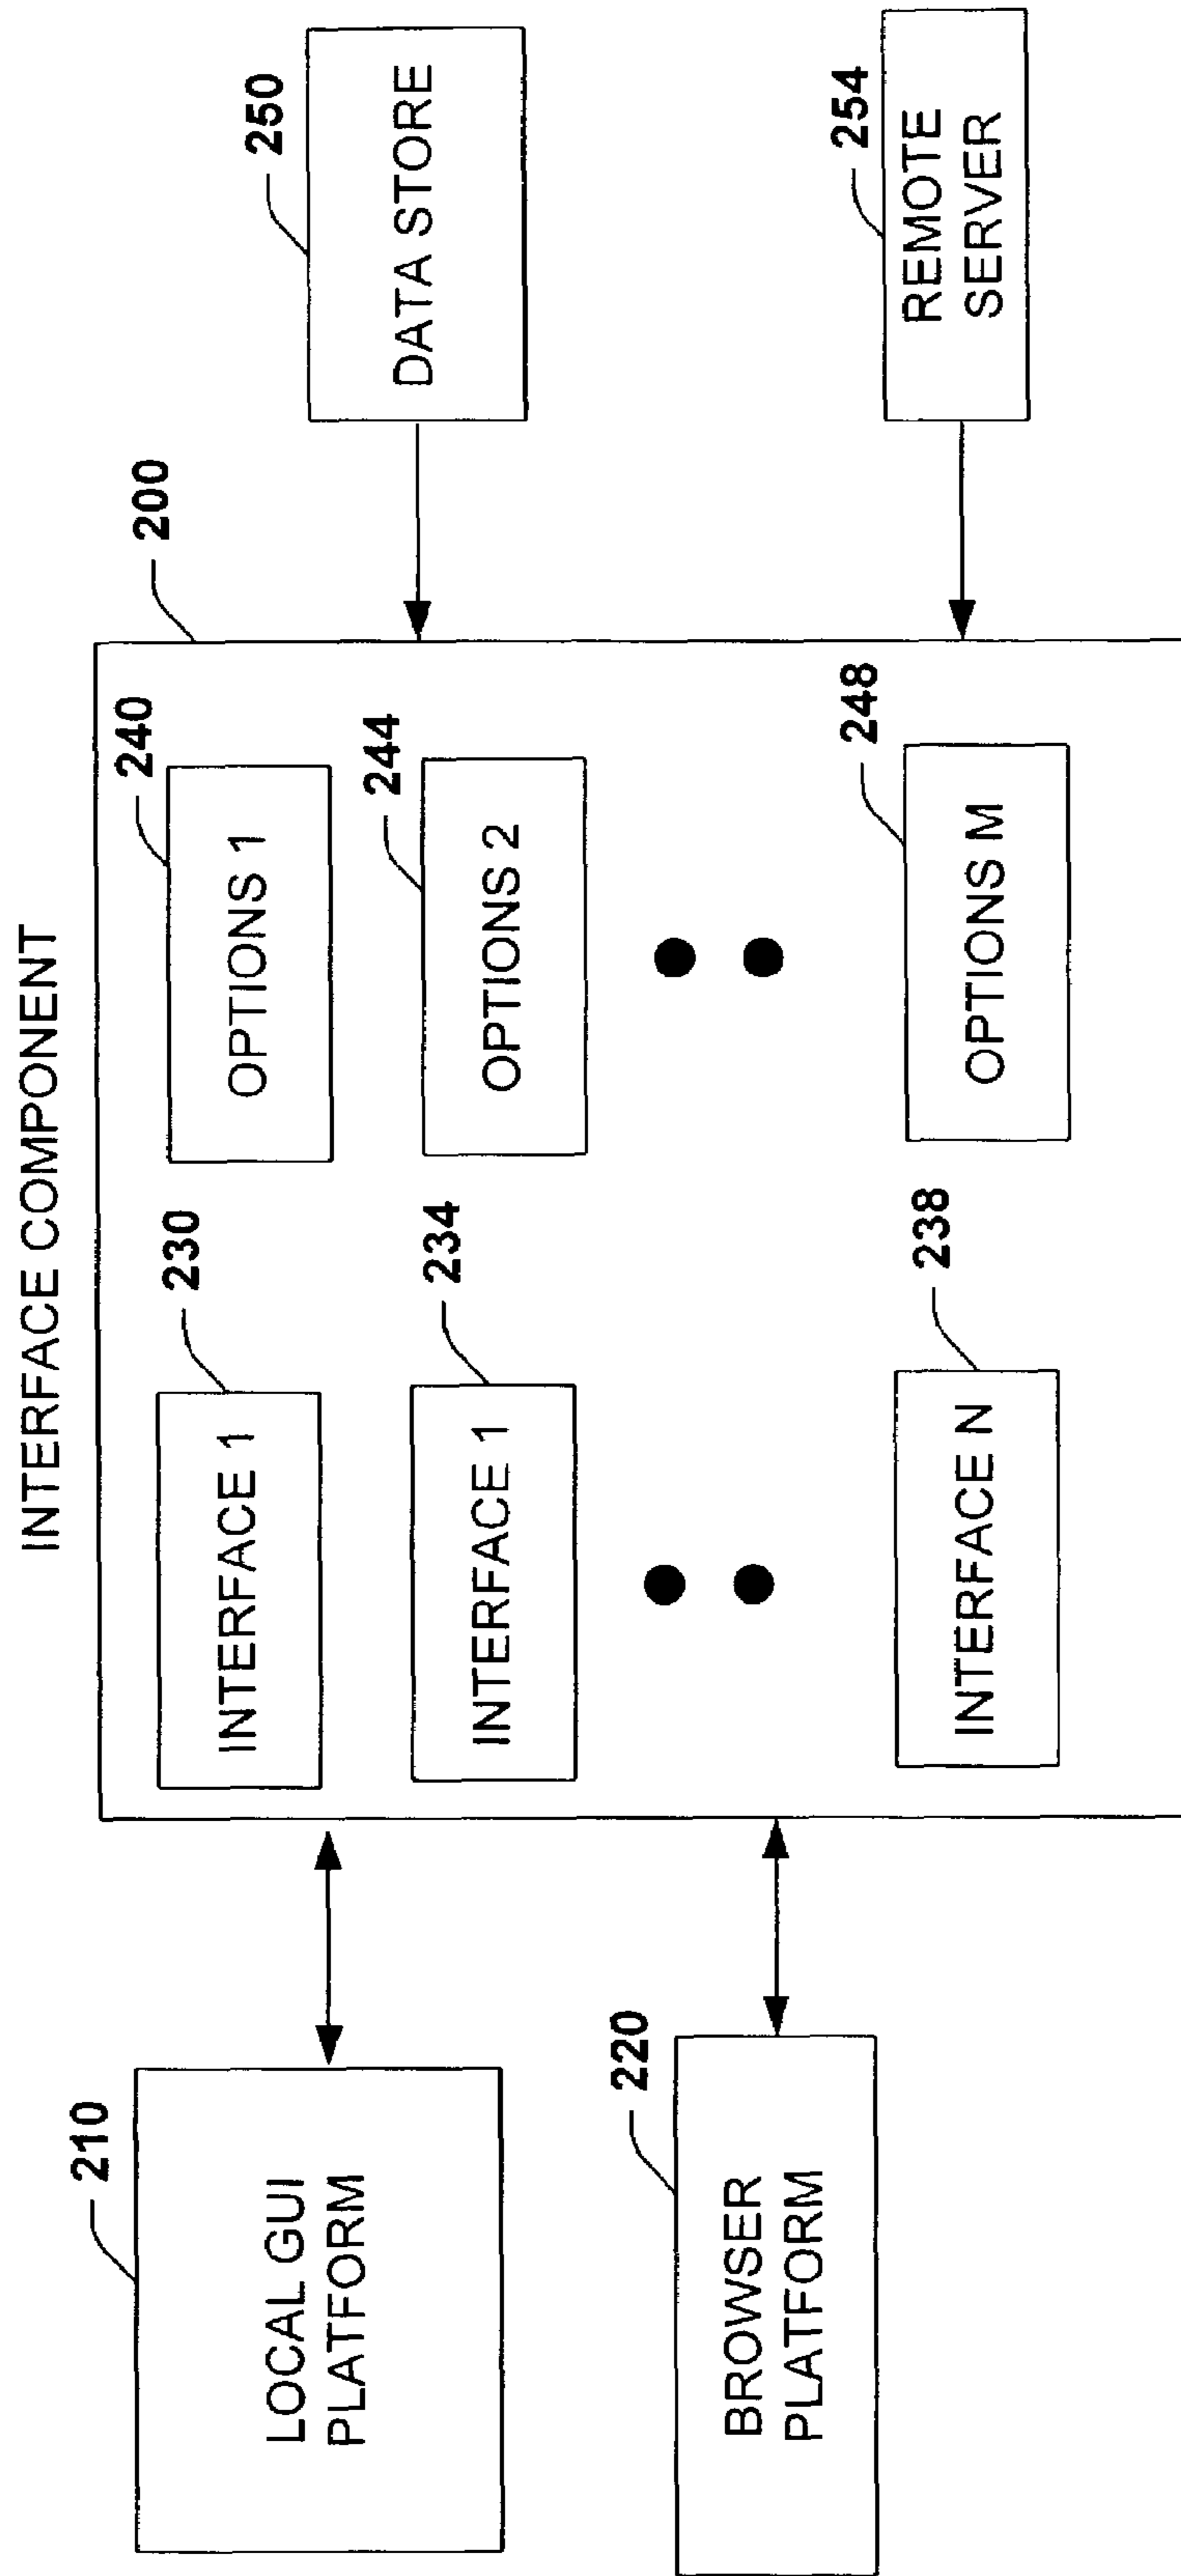 INTERFACE COMPONENT
200
210
LOCAL GUI
PLATFORM
220
BROWSER
PLATFORM
230
INTERFACE 1
234
INTERFACE 1
238
INTERFACE N
240
OPTIONS 1
244
OPTIONS 2
248
OPTIONS M
250
DATA STORE
254
REMOTE
SERVER